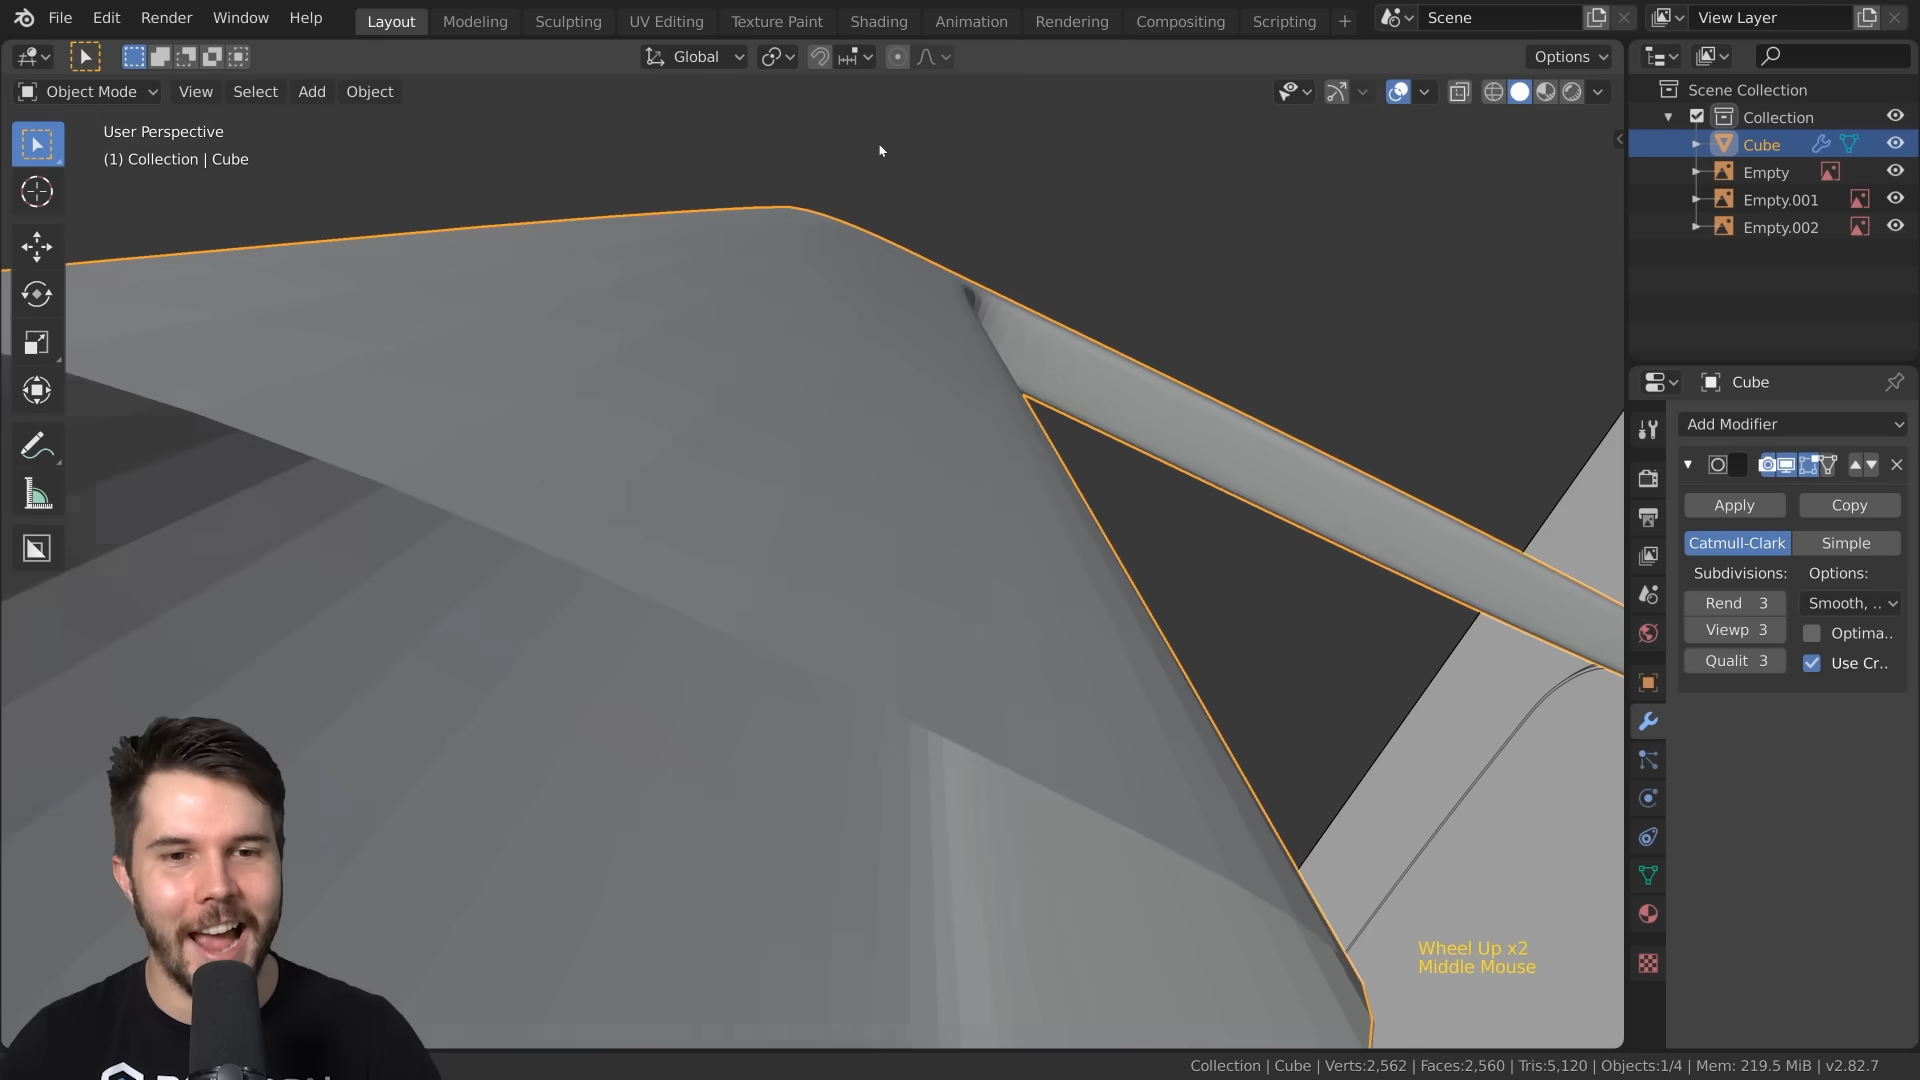 File Edit Render Window Help
Layout Modeling Sculpting UV Editing Texture Paint Shading Animation Rendering Compositing Scripting +
Scene
View Layer
Global
Options
Object Mode View Select Add Object
User Perspective
(1) Collection | Cube
Scene Collection
Collection
Cube
Empty
Empty.001
Empty.002
Cube
Add Modifier
Apply Copy
Catmull-Clark Simple
Subdivisions: Options:
Rend 3 Smooth, ..
Viewp 3 Optima..
Qualit 3 Use Cr..
Wheel Up x2
Middle Mouse
Collection | Cube | Verts:2,562 | Faces:2,560 | Tris:5,120 | Objects:1/4 | Mem: 219.5 MiB | v2.82.7